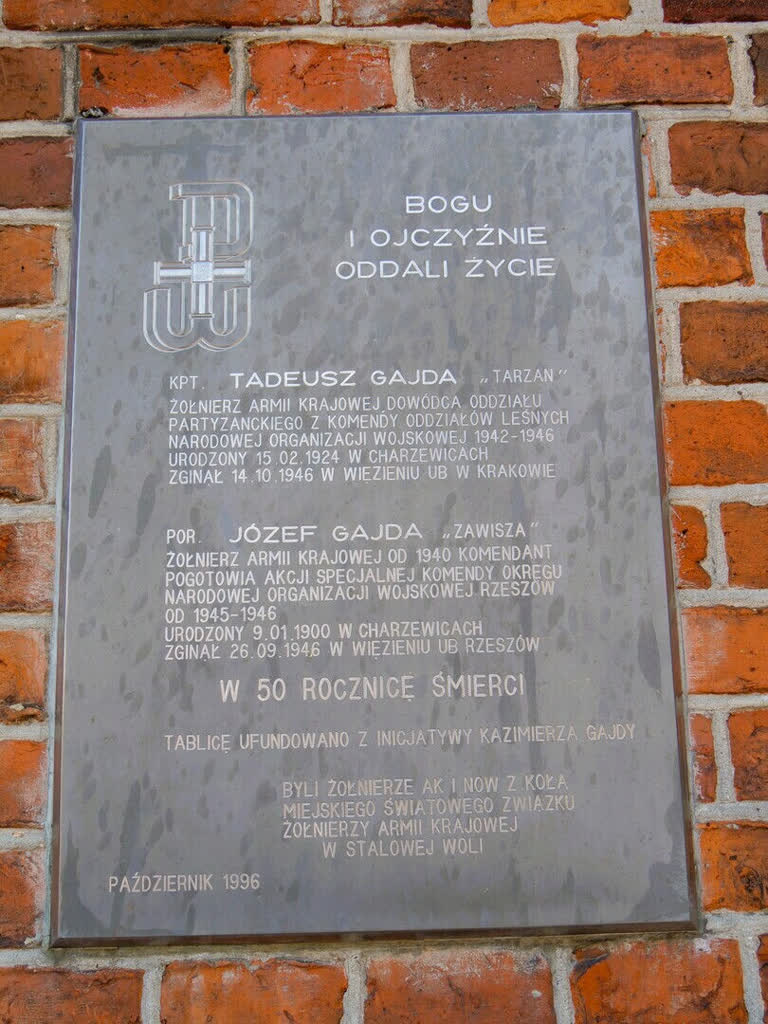 BOGU
I OJCZYŹNIE
ODDALI ŻYCIE
KPT. TADEUSZ GAJDA „TARZAN”
ŻOŁNIERZ ARMII KRAJOWEJ DOWÓDCA ODDZIAŁU
PARTYZANCKIEGO Z KOMENDY ODDZIAŁÓW LEŚNYCH
NARODOWEJ ORGANIZACJI WOJSKOWEJ 1942-1946
URODZONY 15.02.1924 W CHARZEWICACH
ZGINĄŁ 14.10.1946 W WIĘZIENIU UB W KRAKOWIE
POR. JÓZEF GAJDA „ZAWISZA”
ŻOŁNIERZ ARMII KRAJOWEJ OD 1940 KOMENDANT
POGOTOWIA AKCJI SPECJALNEJ KOMENDY OKRĘGU
NARODOWEJ ORGANIZACJI WOJSKOWEJ RZESZÓW
OD 1945-1946
URODZONY 9.01.1900 W CHARZEWICACH
ZGINĄŁ 26.09.1946 W WIĘZIENIU UB RZESZÓW
W 50 ROCZNICĘ ŚMIERCI
TABLICĘ UFUNDOWANO Z INICJATYWY KAZIMIERZA GAJDY
BYLI ŻOŁNIERZE AK I NOW Z KOŁA
MIEJSKIEGO ŚWIATOWEGO ZWIĄZKU
ŻOŁNIERZY ARMII KRAJOWEJ
W STALOWEJ WOLI
PAŹDZIERNIK 1996